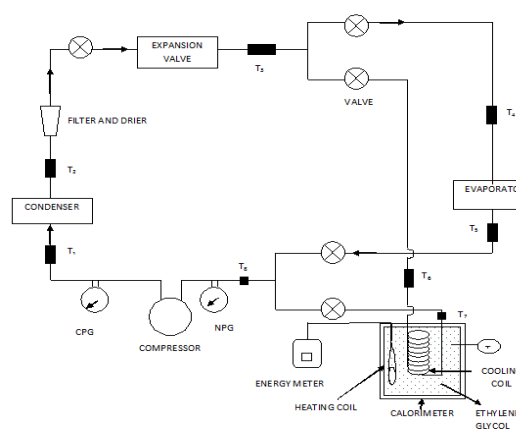 EXPANSION
VALVE
T₃
VALVE
T₄
FILTER AND DRIER
T₂
EVAPORATO
CONDENSER
T₅
T₁
T₈
T₆
T₇
CPG
NPG
COMPRESSOR
T
ENERGY METER
COOLIN
COIL
HEATING COIL
CALORIMETER
ETHYLENE
GLYCOL